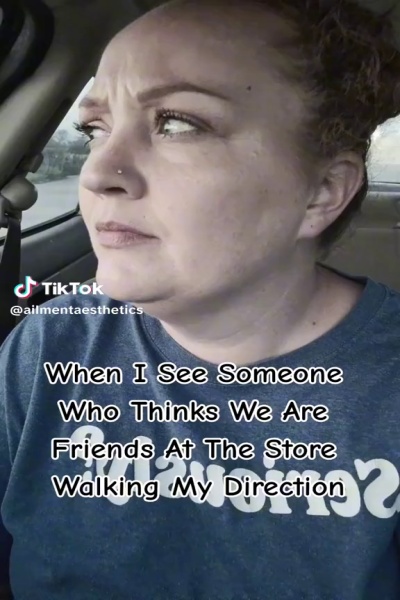 TikTok
@ailmentaesthetics
When I See Someone
Who Thinks We Are
Friends At The Store
Walking My Direction